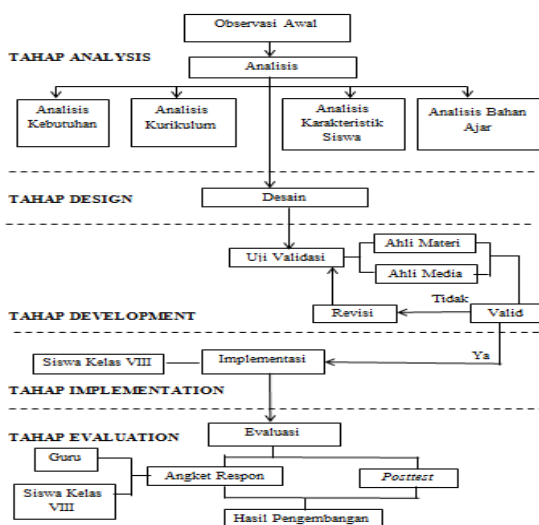 Observasi Awal
TAHAP ANALYSIS
Analisis
Analisis
Kebutuhan
Analisis
Kurikulum
Analisis
Karakteristik
Siswa
Analisis Bahan
Ajar
TAHAP DESIGN
Desain
Uji Validasi
Ahli Materi
Ahli Media
Tidak
Revisi
Valid
TAHAP DEVELOPMENT
Ya
Siswa Kelas VIII
Implementasi
TAHAP IMPLEMENTATION
TAHAP EVALUATION
Evaluasi
Guru
Angket Respon
Posttest
Siswa Kelas
VIII
Hasil Pengembangan